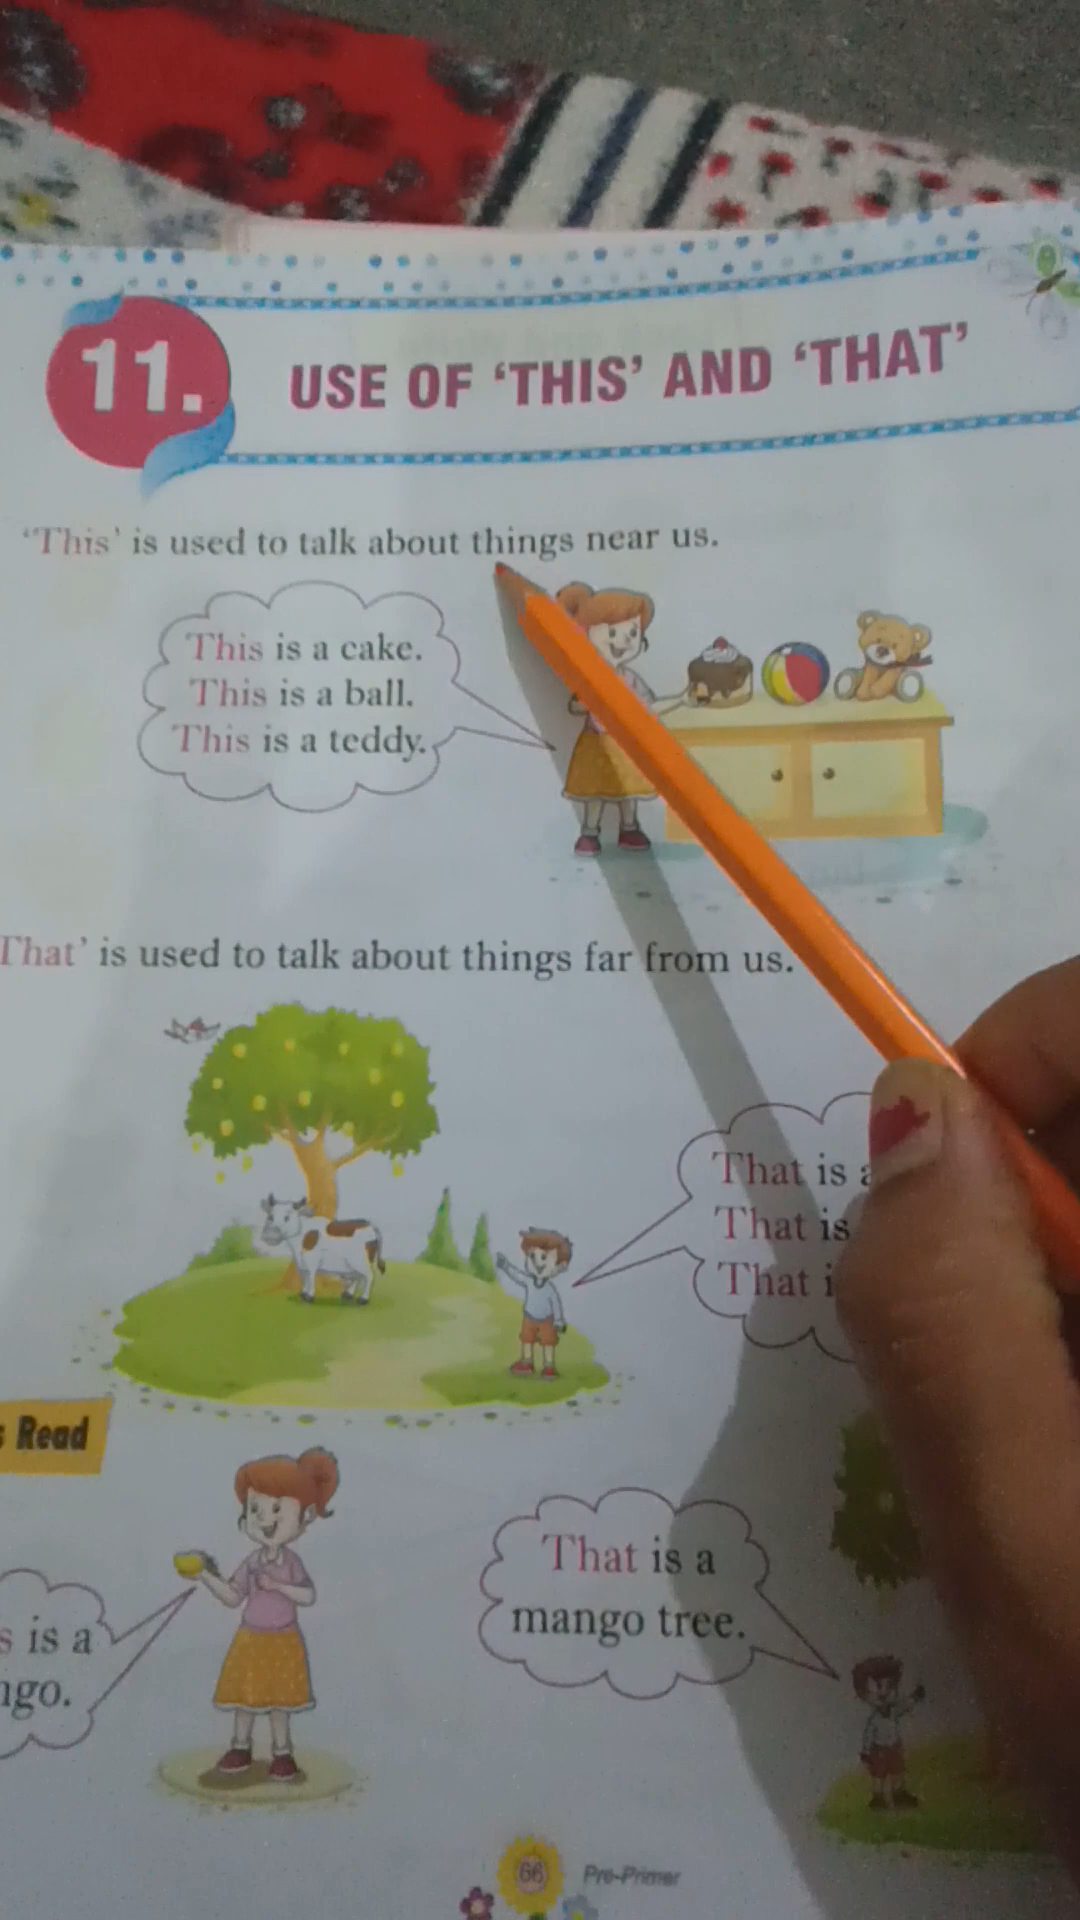 11. USE OF ‘THIS’ AND ‘THAT’
‘This’ is used to talk about things near us.
This is a cake.
This is a ball.
This is a teddy.
That’ is used to talk about things far from us.
That is
That is
That
Read
is a
That is a
mango tree.
66 Pre-Primer